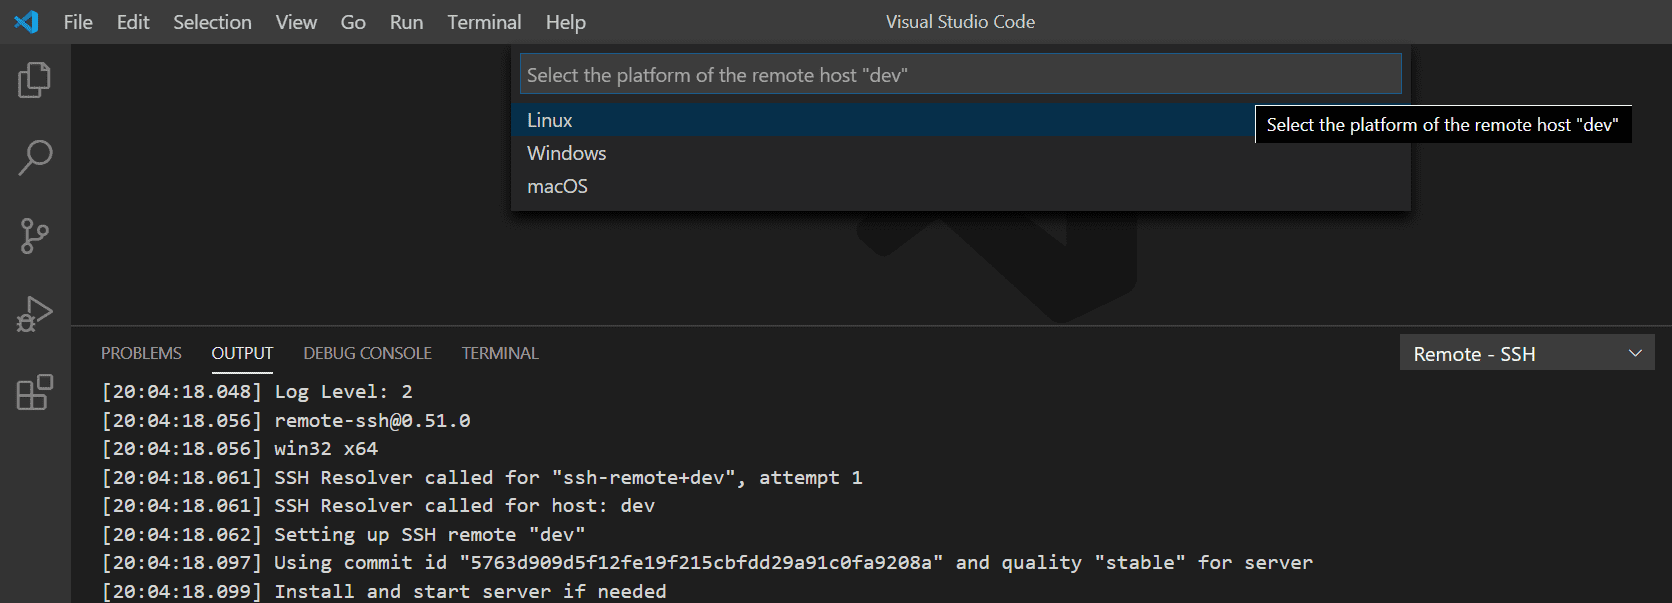 File Edit Selection View Go Run Terminal Help Visual Studio Code
Select the platform of the remote host "dev"
Linux
Select the platform of the remote host "dev"
Windows
macOS
PROBLEMS OUTPUT DEBUG CONSOLE TERMINAL Remote - SSH
[20:04:18.048] Log Level: 2
[20:04:18.056] remote-ssh@0.51.0
[20:04:18.056] win32 x64
[20:04:18.061] SSH Resolver called for "ssh-remote+dev", attempt 1
[20:04:18.061] SSH Resolver called for host: dev
[20:04:18.062] Setting up SSH remote "dev"
[20:04:18.097] Using commit id "5763d909d5f12fe19f215cbfdd29a91c0fa9208a" and quality "stable" for server
[20:04:18.099] Install and start server if needed